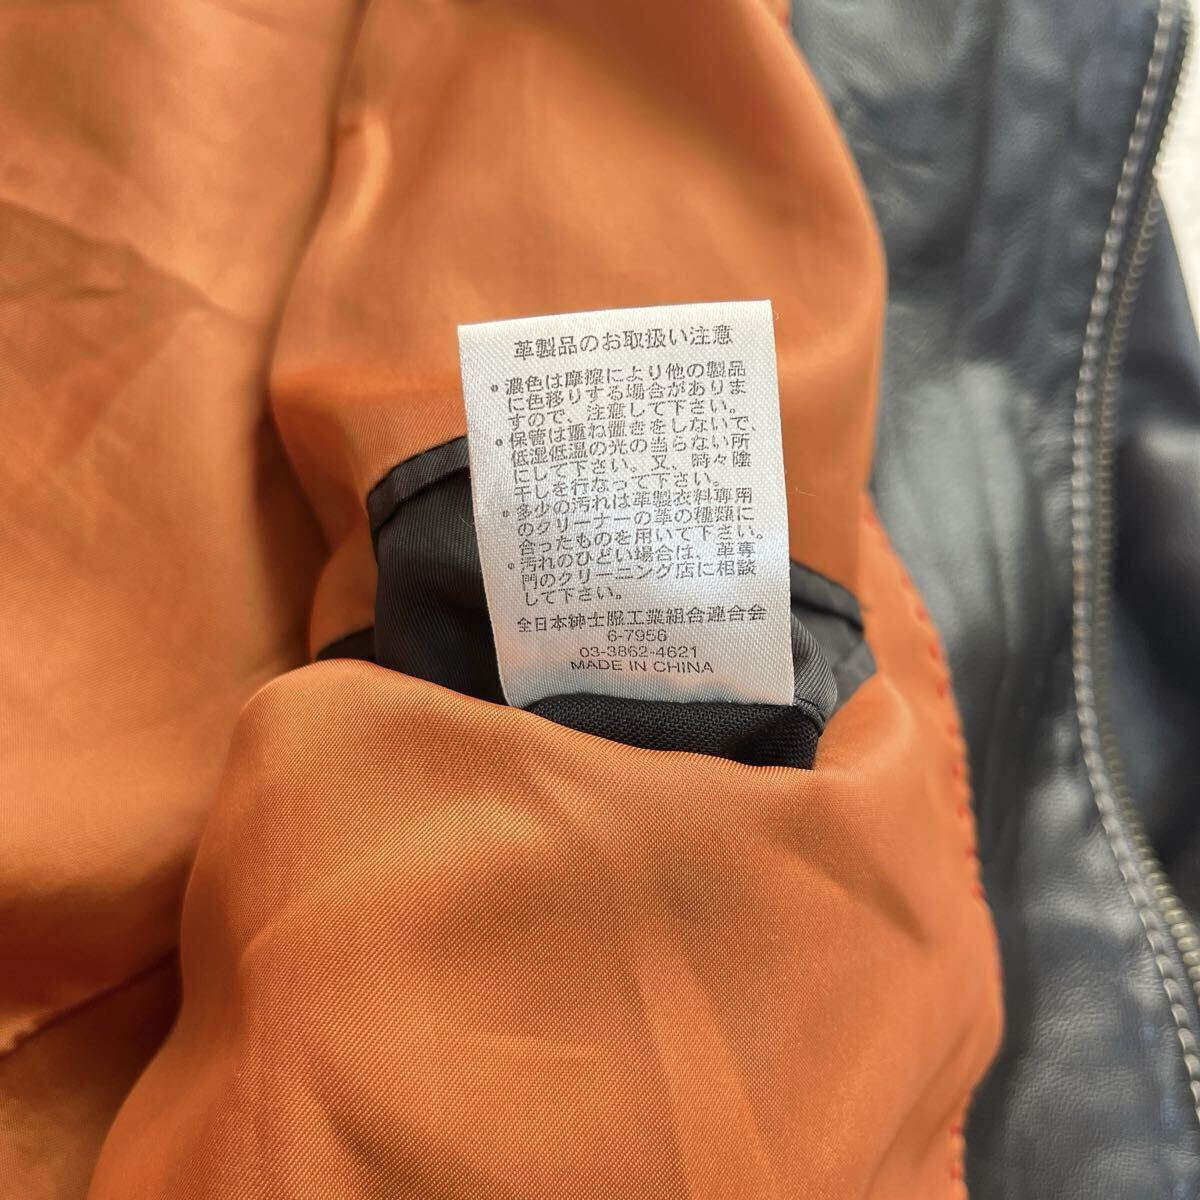 革製品のお取扱い注意
•濃色は摩擦により他の製品
に色移りする場合がありま
すので、注意して下さい。
•保管は重ね置きをしないで、
低湿低温の光の当らない所
にして下さい。又、時々陰
干しを行なって下さい。
•多少の汚れは革製衣料専用
のクリーナーの革の種類に
合ったものを用いて下さい。
•汚れのひどい場合は、革専
門のクリーニング店に相談
して下さい。
全日本紳士服工業組合連合会
6-7956
03-3862-4621
MADE IN CHINA